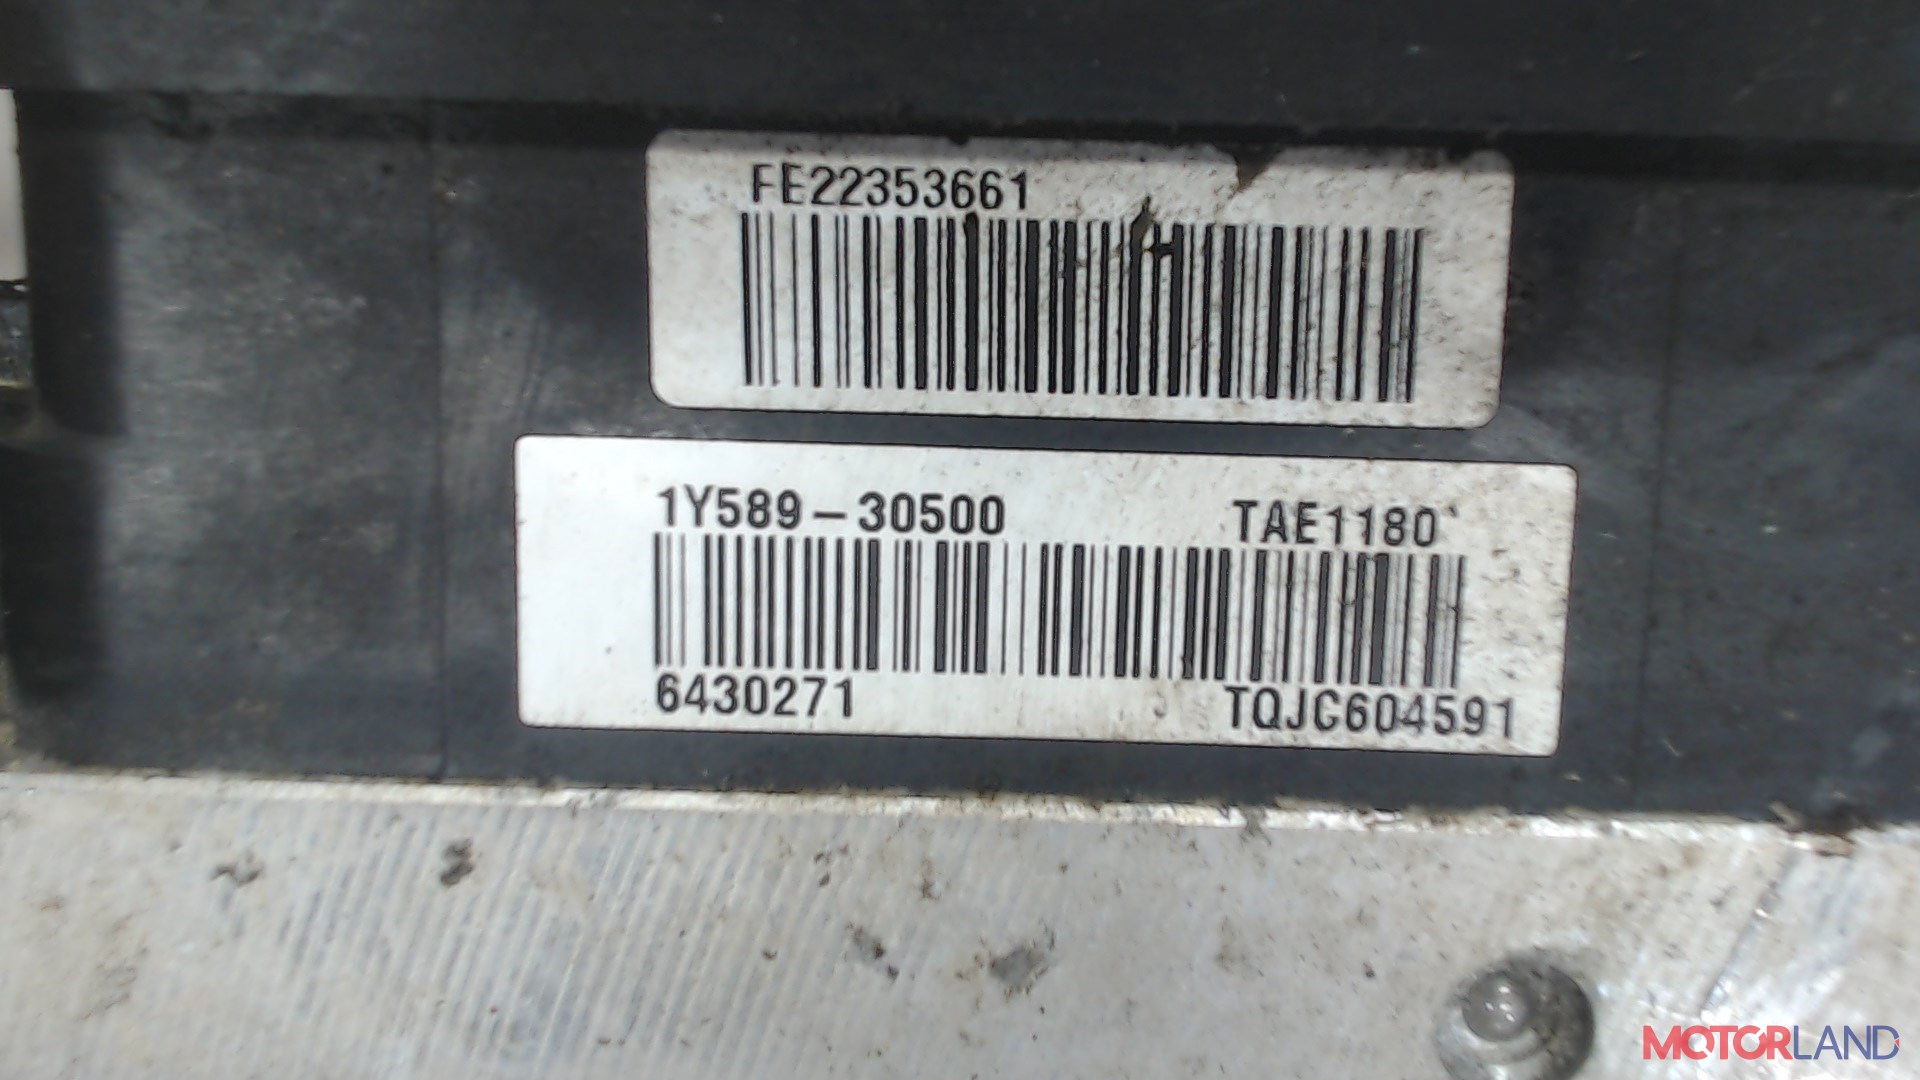 FE22353661
1Y589-30500 TAE1180
6430271 TQJC604591
MOTORLAND